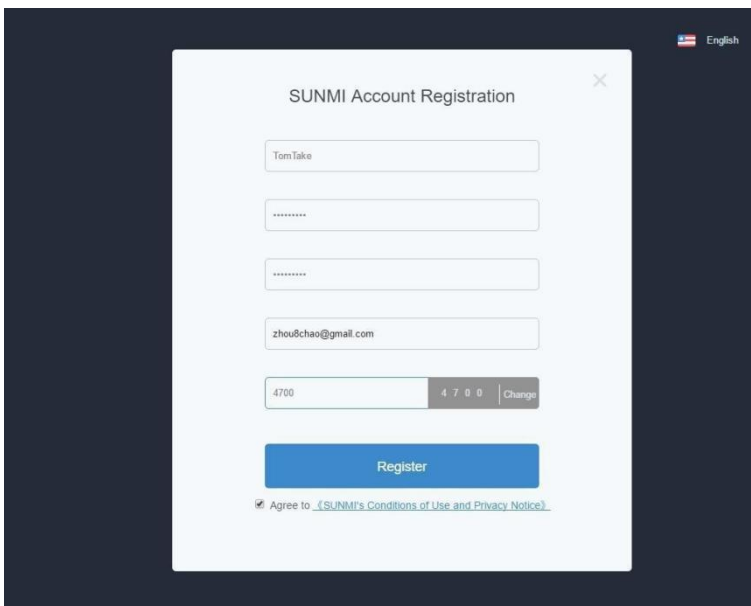 English
SUNMI Account Registration
TomTake
•••••••••
•••••••••
zhou8chao@gmail.com
4700 4 7 0 0 Change
Register
Agree to 《SUNMI's Conditions of Use and Privacy Notice》